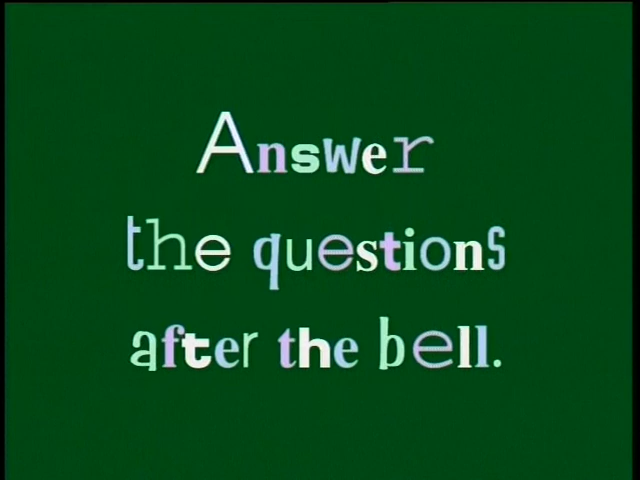 Answer
the questions
after the bell.